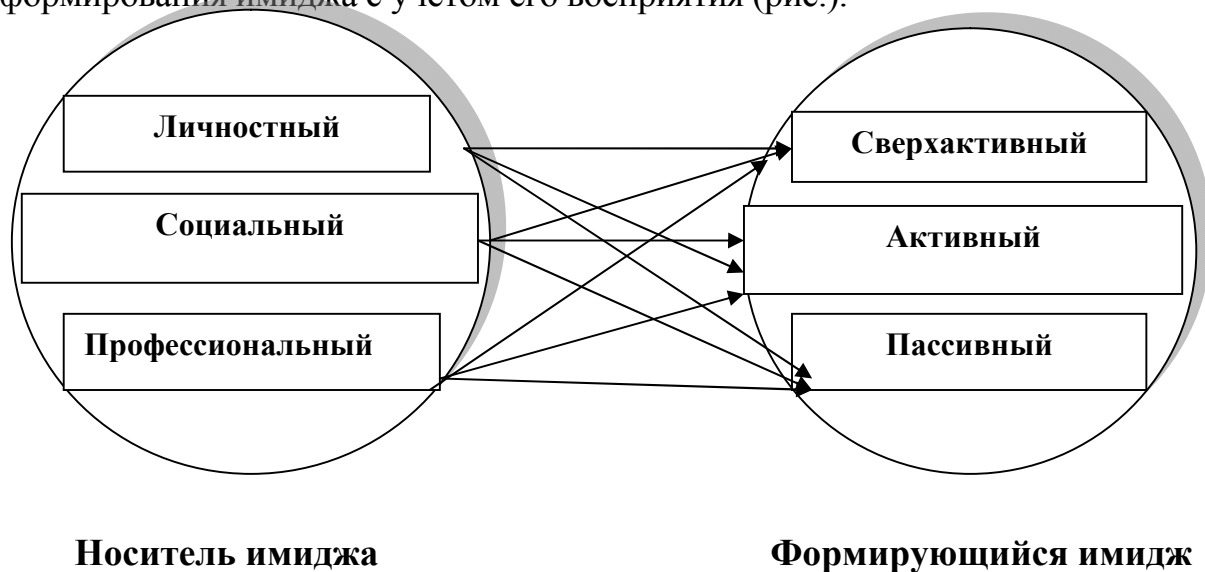 формирования имиджа с учетом его восприятия (рис.).
Личностный
Социальный
Профессиональный
Сверхактивный
Активный
Пассивный
Носитель имиджа
Формирующийся имидж